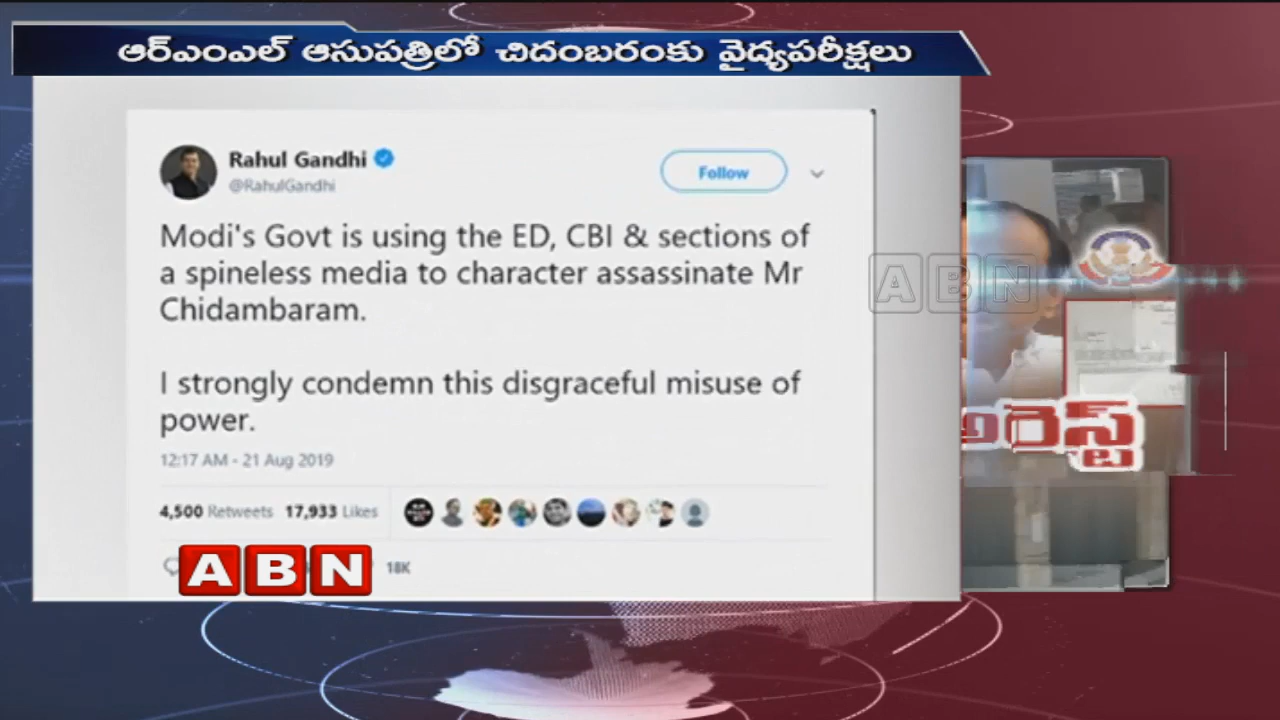 ఆర్ఎంఎల్ ఆసుపత్రిలో చిదంబరంకు వైద్యపరీక్షలు
Rahul Gandhi
@RahulGandhi
Follow
Modi's Govt is using the ED, CBI & sections of
a spineless media to character assassinate Mr
Chidambaram.
I strongly condemn this disgraceful misuse of
power.
12:17 AM - 21 Aug 2019
4,500 Retweets 17,933 Likes
18K
ABN
ABN
అరెస్ట్